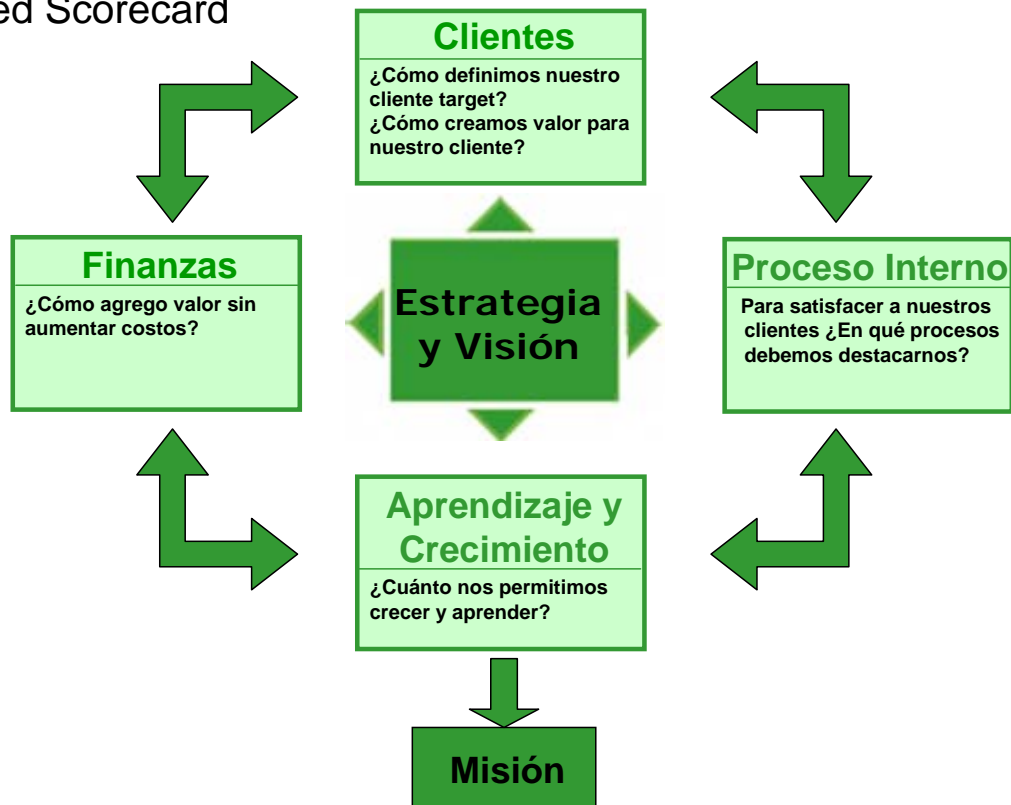 ed Scorecard
Clientes
¿Cómo definimos nuestro
cliente target?
¿Cómo creamos valor para
nuestro cliente?
Finanzas
¿Cómo agrego valor sin
aumentar costos?
Estrategia
y Visión
Proceso Interno
Para satisfacer a nuestros
clientes ¿En qué procesos
debemos destacarnos?
Aprendizaje y
Crecimiento
¿Cuánto nos permitimos
crecer y aprender?
Misión